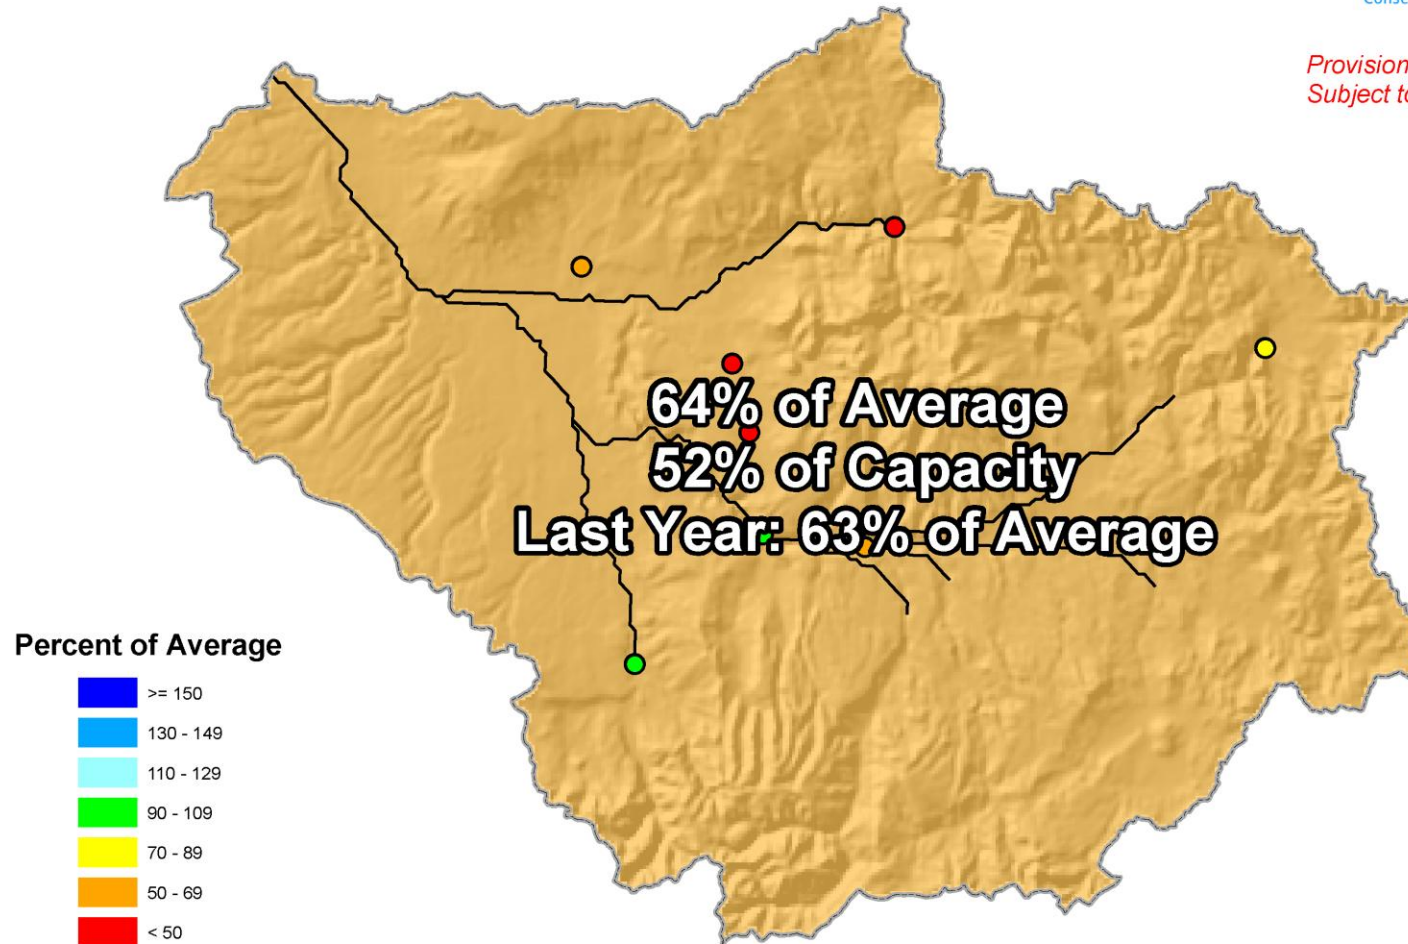 Provision
Subject to
64% of Average
52% of Capacity
Last Year: 63% of Average
Percent of Average
>= 150
130 - 149
110 - 129
90 - 109
70 - 89
50 - 69
< 50